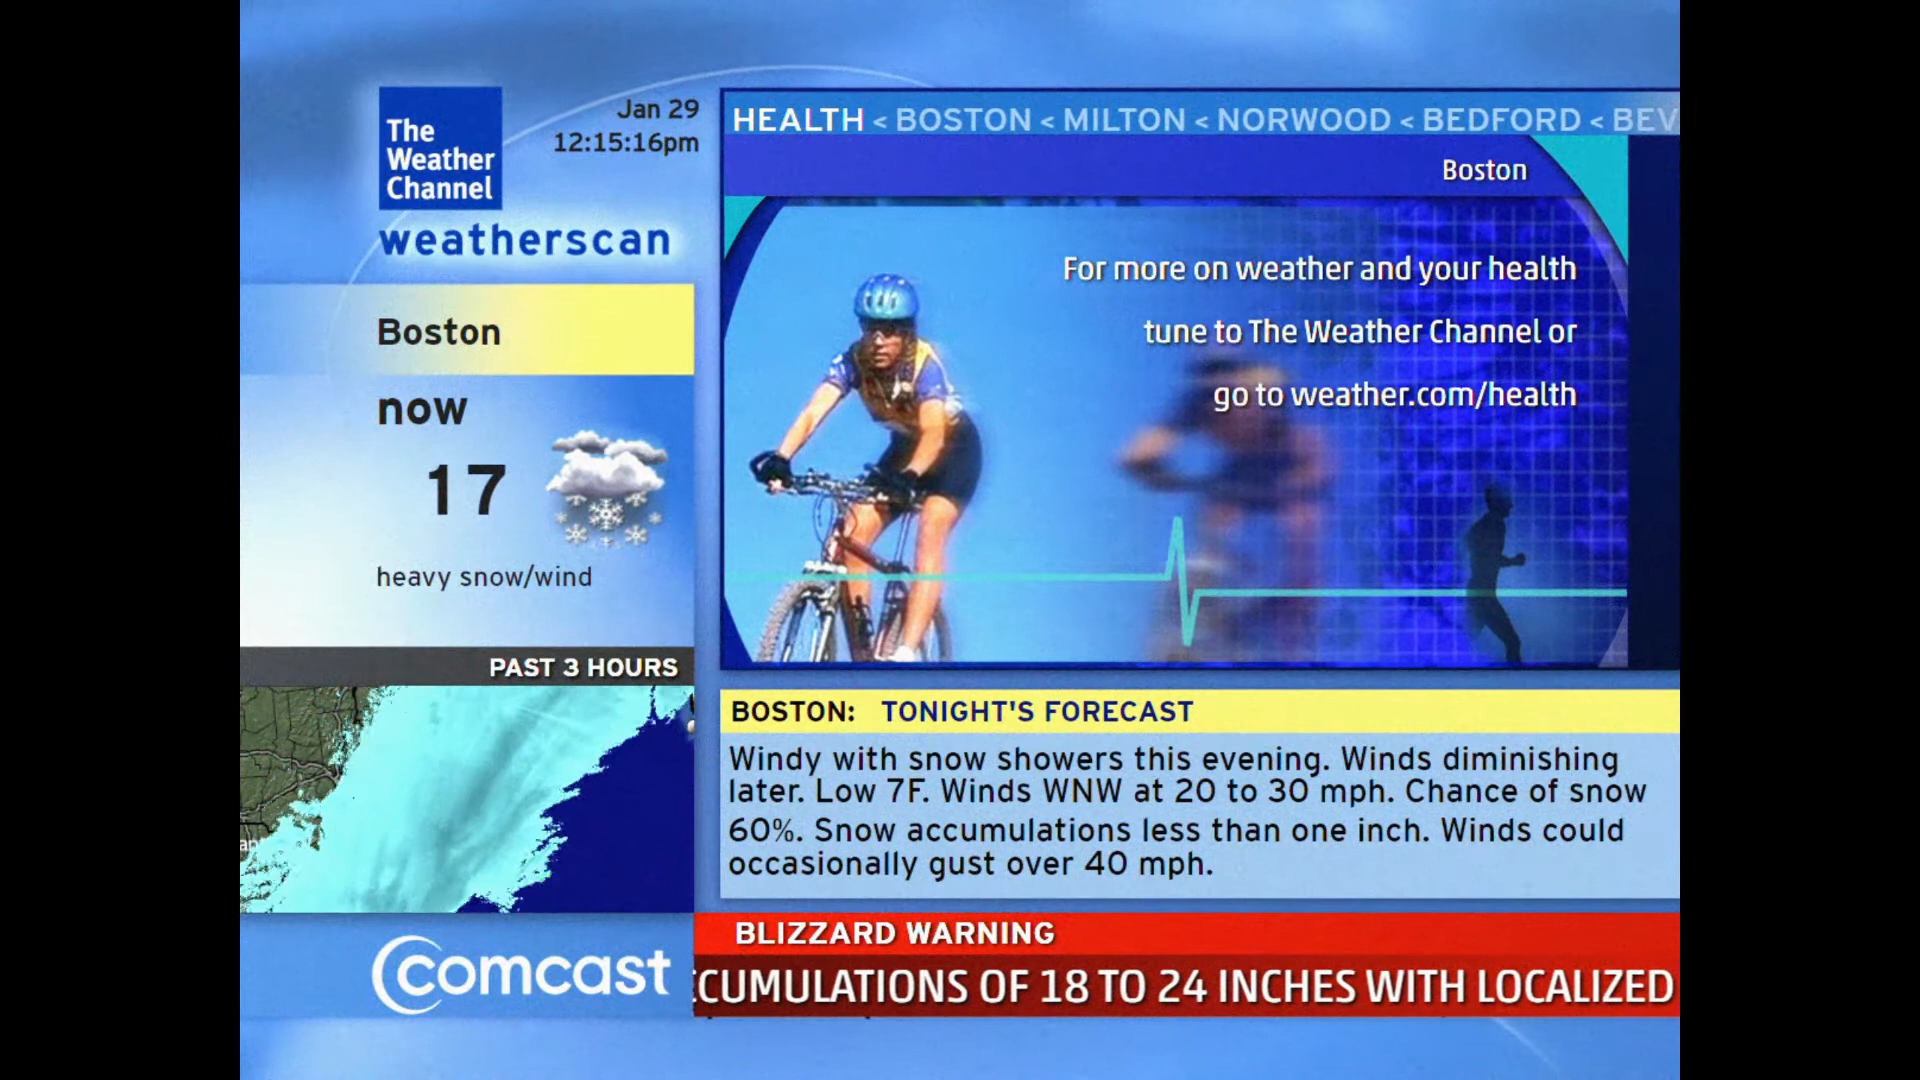 The
Weather
Channel
weatherscan
Jan 29
12:15:16pm
Boston
now
17
heavy snow/wind
PAST 3 HOURS
comcast
HEALTH < BOSTON < MILTON < NORWOOD < BEDFORD < BEV
Boston
For more on weather and your health
tune to The Weather Channel or
go to weather.com/health
BOSTON: TONIGHT'S FORECAST
Windy with snow showers this evening. Winds diminishing
later. Low 7F. Winds WNW at 20 to 30 mph. Chance of snow
60%. Snow accumulations less than one inch. Winds could
occasionally gust over 40 mph.
BLIZZARD WARNING
CCUMULATIONS OF 18 TO 24 INCHES WITH LOCALIZED